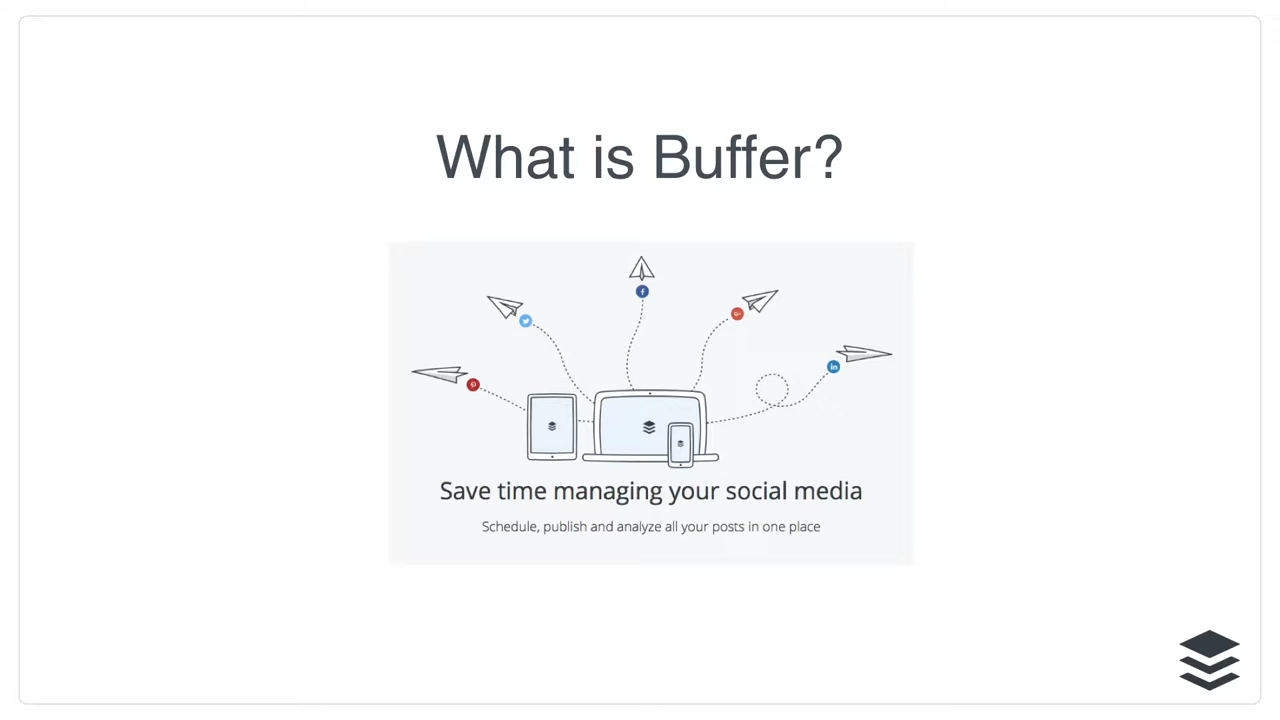 What is Buffer?
Save time managing your social media
Schedule, publish and analyze all your posts in one place